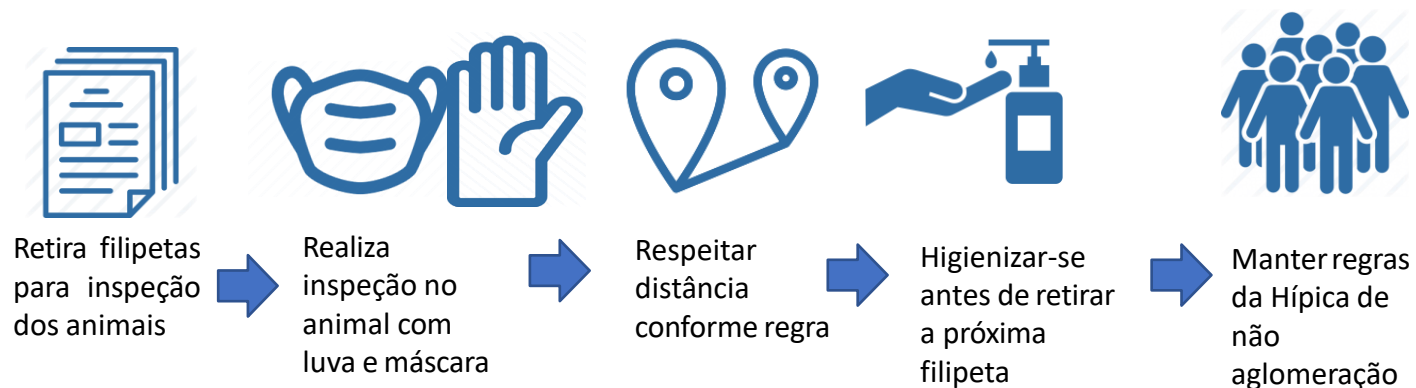 Retira filipetas
para inspeção
dos animais
Realiza
inspeção no
animal com
luva e máscara
Respeitar
distância
conforme regra
Higienizar-se
antes de retirar
a próxima
filipeta
Manter regras
da Hípica de
não
aglomeração